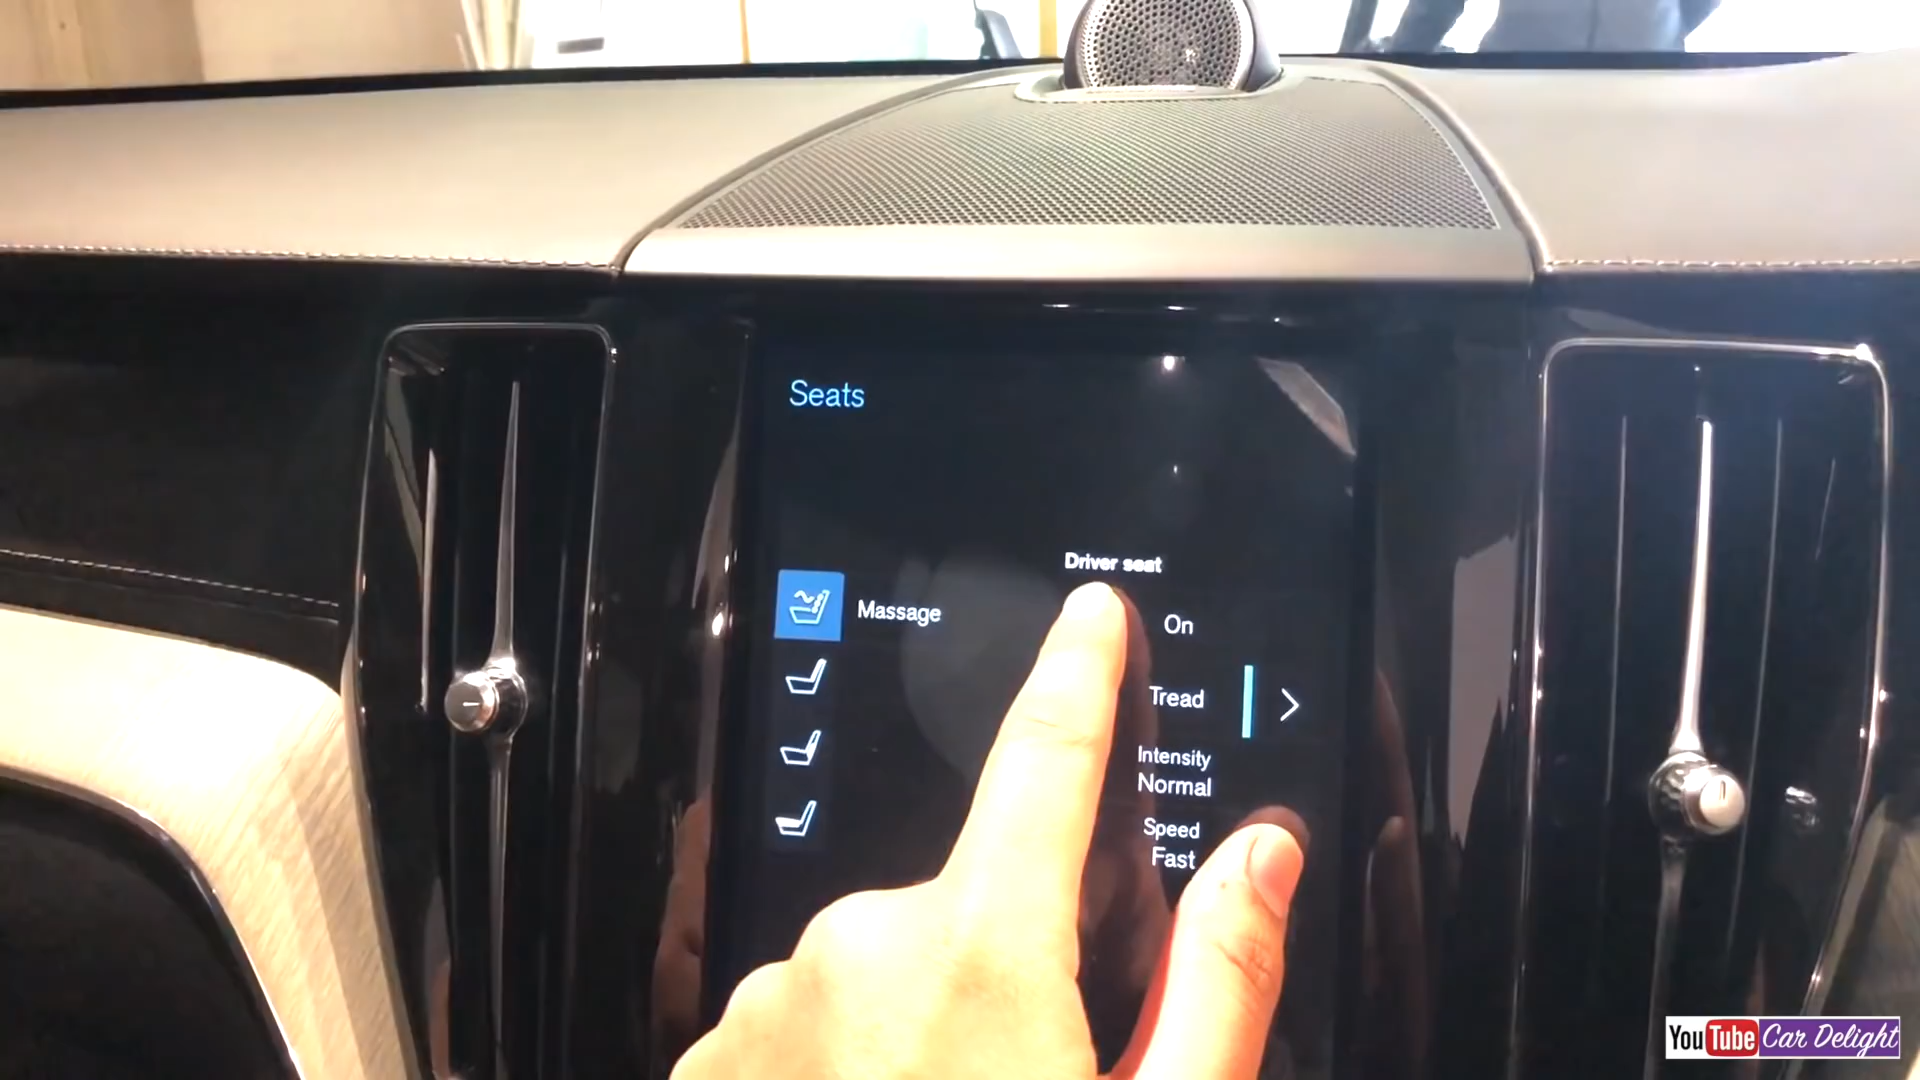 Seats
Driver seat
Massage
On
Tread
Intensity
Normal
Speed
Fast
YouTube Car Delight